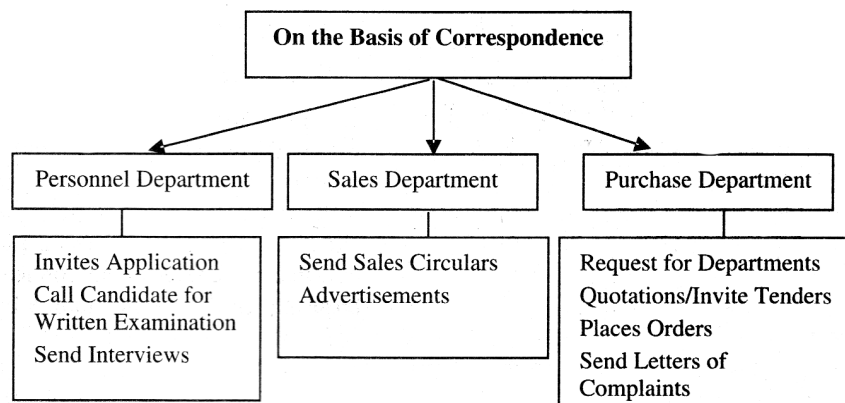 On the Basis of Correspondence
Personnel Department
Sales Department
Purchase Department
Invites Application
Call Candidate for
Written Examination
Send Interviews
Send Sales Circulars
Advertisements
Request for Departments
Quotations/Invite Tenders
Places Orders
Send Letters of
Complaints